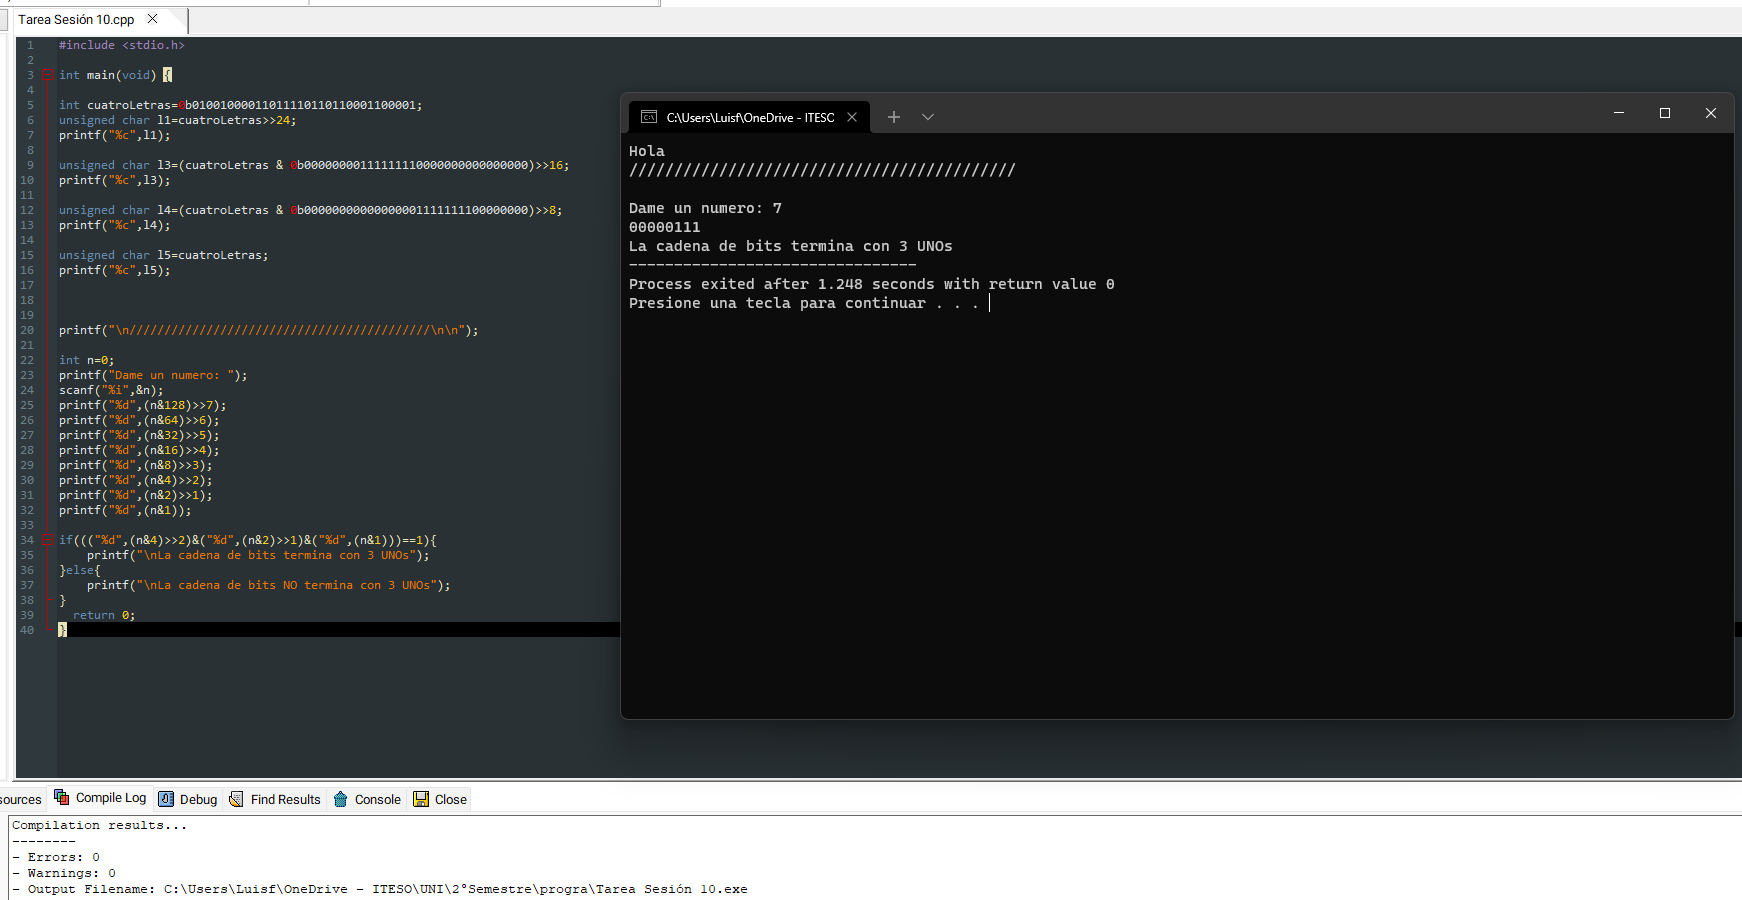 Tarea Sesión 10.cpp
1 #include <stdio.h>
2
3 int main(void) {
4
5 int cuatroLetras=0b01001000011011110110110001100001;
6 unsigned char l1=cuatroLetras>>24;
7 printf("%c",l1);
8
9 unsigned char l3=(cuatroLetras & 0b00000000111111110000000000000000)>>16;
10 printf("%c",l3);
11
12 unsigned char l4=(cuatroLetras & 0b00000000000000001111111100000000)>>8;
13 printf("%c",l4);
14
15 unsigned char l5=cuatroLetras;
16 printf("%c",l5);
17
18
19
20 printf("\n///////////////////////////////////////////\n\n");
21
22 int n=0;
23 printf("Dame un numero: ");
24 scanf("%i",&n);
25 printf("%d",(n&128)>>7);
26 printf("%d",(n&64)>>6);
27 printf("%d",(n&32)>>5);
28 printf("%d",(n&16)>>4);
29 printf("%d",(n&8)>>3);
30 printf("%d",(n&4)>>2);
31 printf("%d",(n&2)>>1);
32 printf("%d",(n&1));
33
34 if((("%d",(n&4)>>2)&("%d",(n&2)>>1)&("%d",(n&1)))==1){
35 printf("\nLa cadena de bits termina con 3 UNOs");
36 }else{
37 printf("\nLa cadena de bits NO termina con 3 UNOs");
38 }
39 return 0;
40 }
C:\Users\Luisf\OneDrive - ITESO
Hola
///////////////////////////////////////////
Dame un numero: 7
00000111
La cadena de bits termina con 3 UNOs
--------------------------------
Process exited after 1.248 seconds with return value 0
Presione una tecla para continuar . . .
sources Compile Log Debug Find Results Console Close
Compilation results...
--------
- Errors: 0
- Warnings: 0
- Output Filename: C:\Users\Luisf\OneDrive - ITESO\UNI\2°Semestre\progra\Tarea Sesión 10.exe